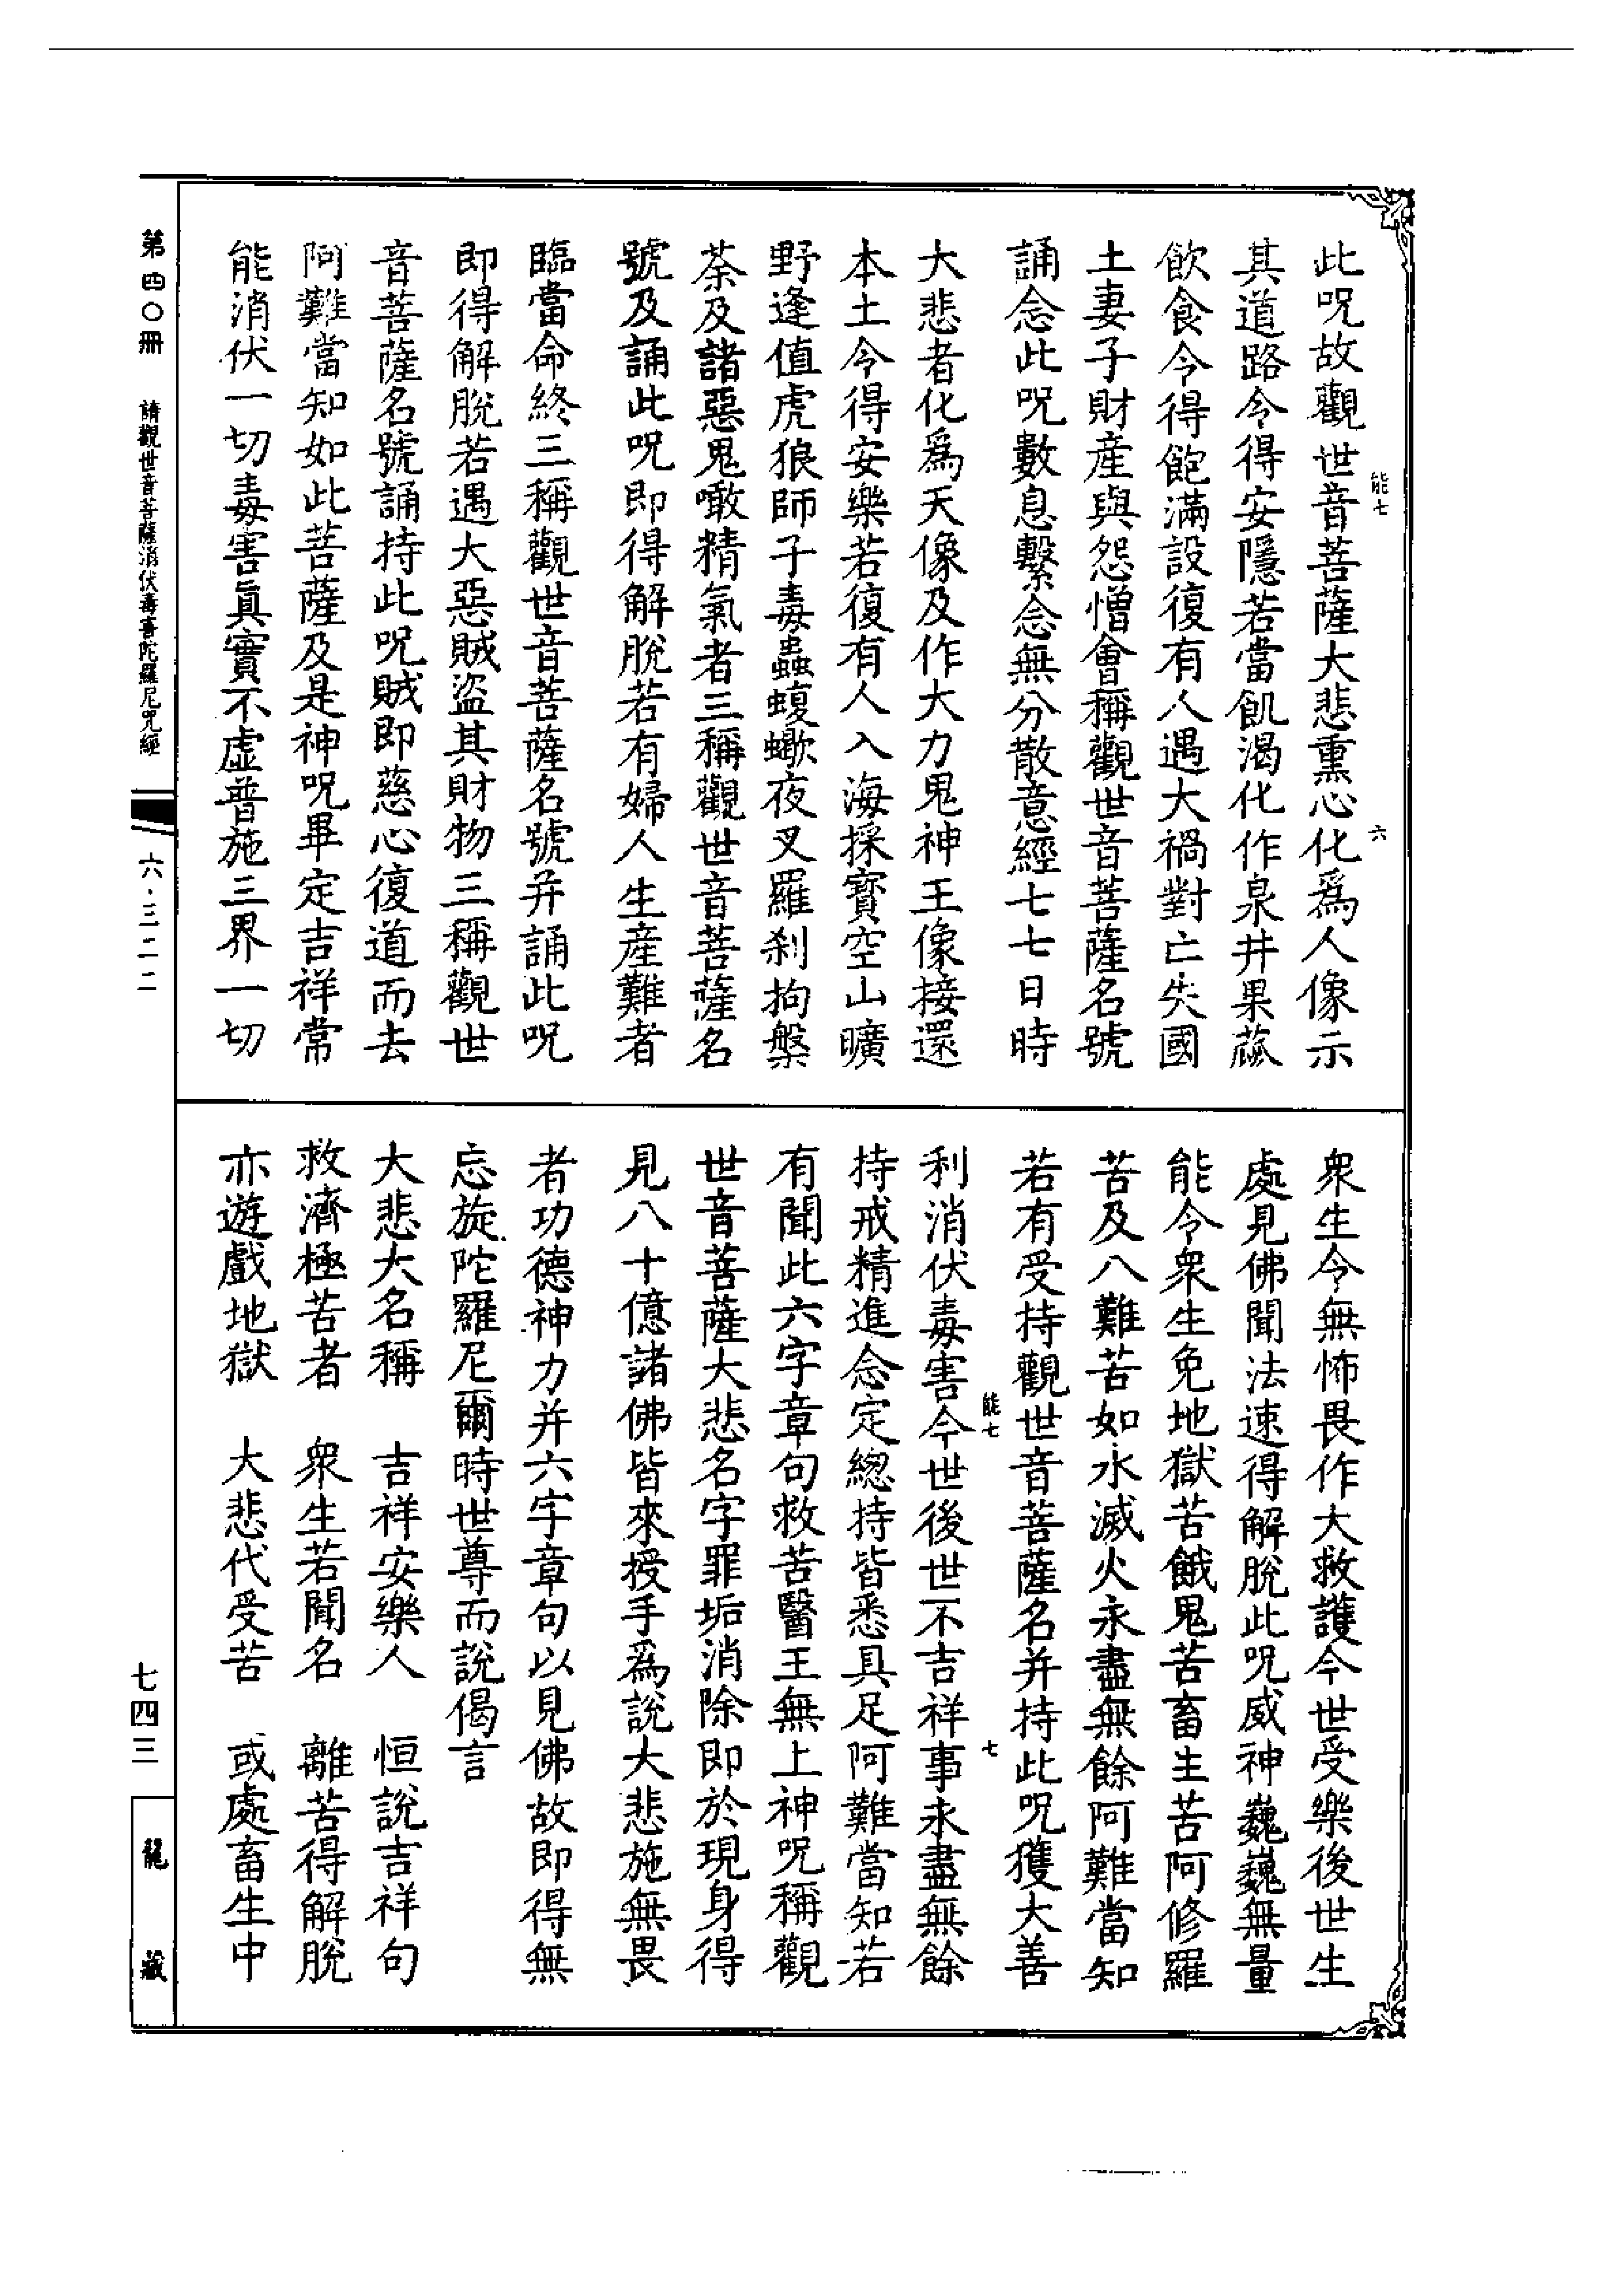 能七
六
此呪故觀世音菩薩大悲熏心化爲人像示
其道路令得安隱若當飢渴化作泉井果蓏
飲食令得飽滿設復有人遇大禍對亡失國
土妻子財產與怨憎會稱觀世音菩薩名號
誦念此呪數息繫念無分散意經七七日時
大悲者化爲天像及作大力鬼神王像接還
本土令得安樂若復有人入海採寶空山曠
野逢值虎狼師子毒蟲蝮蠍夜叉羅刹拘槃
荼及諸惡鬼噉精氣者三稱觀世音菩薩名
號及誦此呪即得解脫若有婦人生產難者
臨當命終三稱觀世音菩薩名號并誦此呪
即得解脫若遇大惡賊盜其財物三稱觀世
音菩薩名號誦持此呪賊即慈心復道而去
阿難當知如此菩薩及是神呪畢定吉祥常
能消伏一切毒害眞實不虛普施三界一切
衆生令無怖畏作大救護今世受樂後世生
處見佛聞法速得解脫此呪威神巍巍無量
能令衆生免地獄苦餓鬼苦畜生苦阿修羅
苦及八難苦如水滅火永盡無餘阿難當知
若有受持觀世音菩薩名并持此呪獲大善
能七
七
利消伏毒害今世後世不吉祥事永盡無餘
持戒精進念定總持皆悉具足阿難當知若
有聞此六字章句救苦醫王無上神呪稱觀
世音菩薩大悲名字罪垢消除即於現身得
見八十億諸佛皆來授手爲說大悲施無畏
者功德神力并六字章句以見佛故即得無
忘旋陀羅尼爾時世尊而說偈言
大悲大名稱　吉祥安樂人　恒說吉祥句
救濟極苦者　衆生若聞名　離苦得解脫
亦遊戲地獄　大悲代受苦　或處畜生中
第四〇冊　請觀世音菩薩消伏毒害陀羅尼咒經
六·三二二
七四三
龍藏